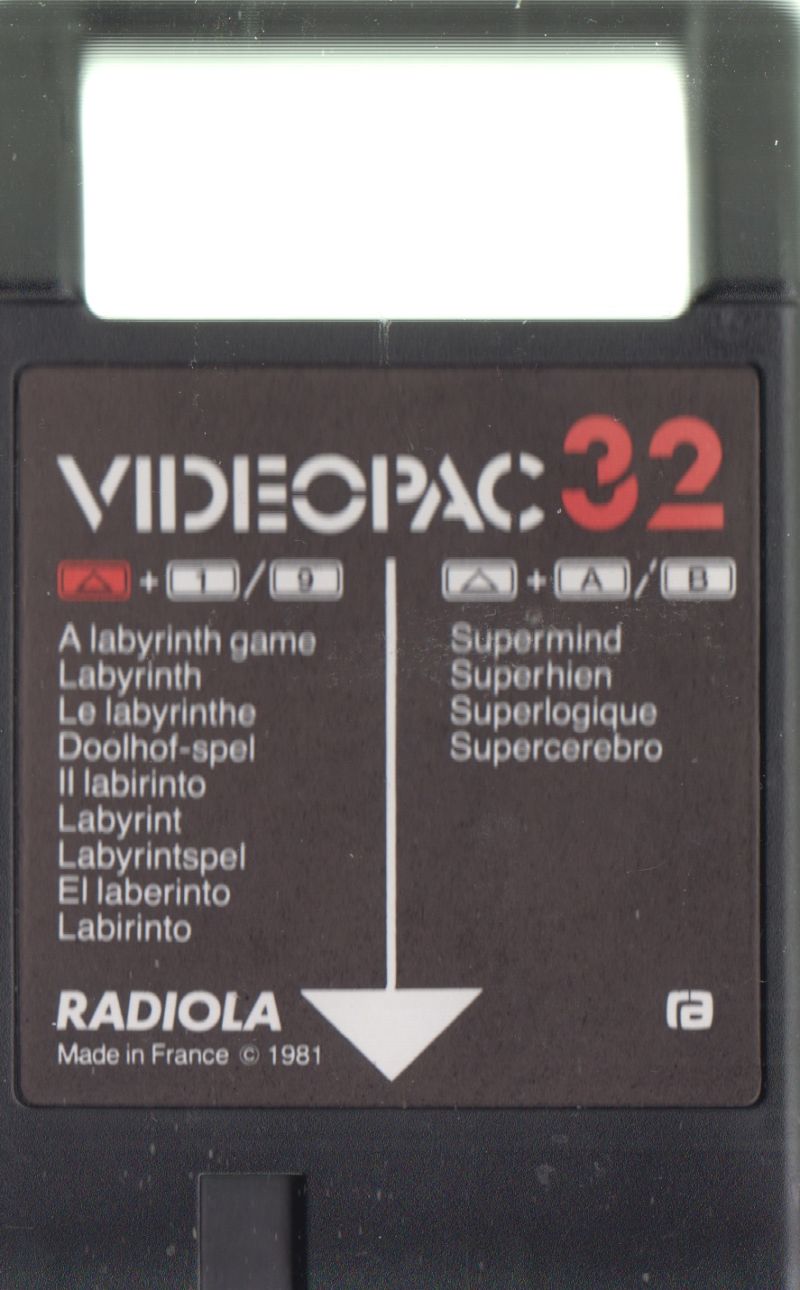 VIDEOPAC 32
△ + 1 / 9
A labyrinth game
Labyrinth
Le labyrinthe
Doolhof-spel
Il labirinto
Labyrint
Labyrintspel
El laberinto
Labirinto
△ + A / B
Supermind
Superhien
Superlogique
Supercerebro
RADIOLA
Made in France © 1981
ra